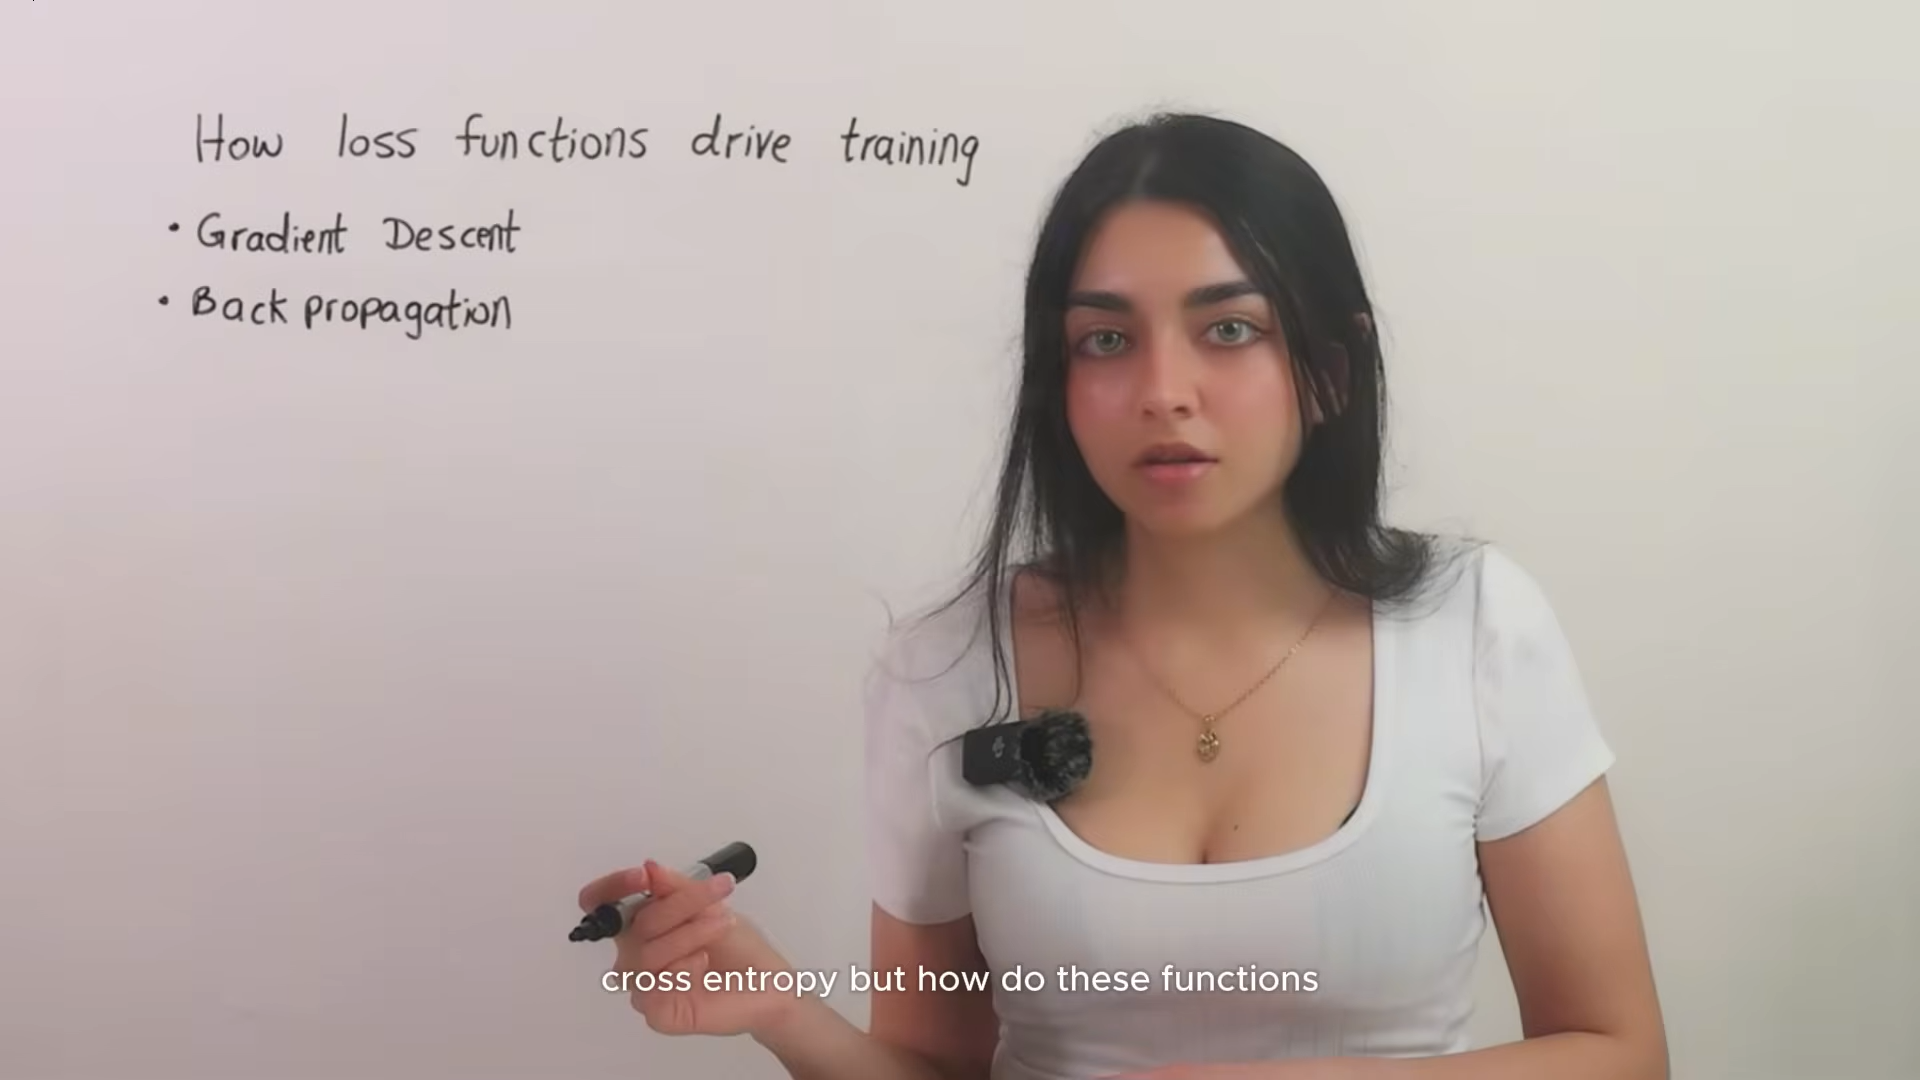 How loss functions drive training
• Gradient Descent
• Back propagation
cross entropy but how do these functions